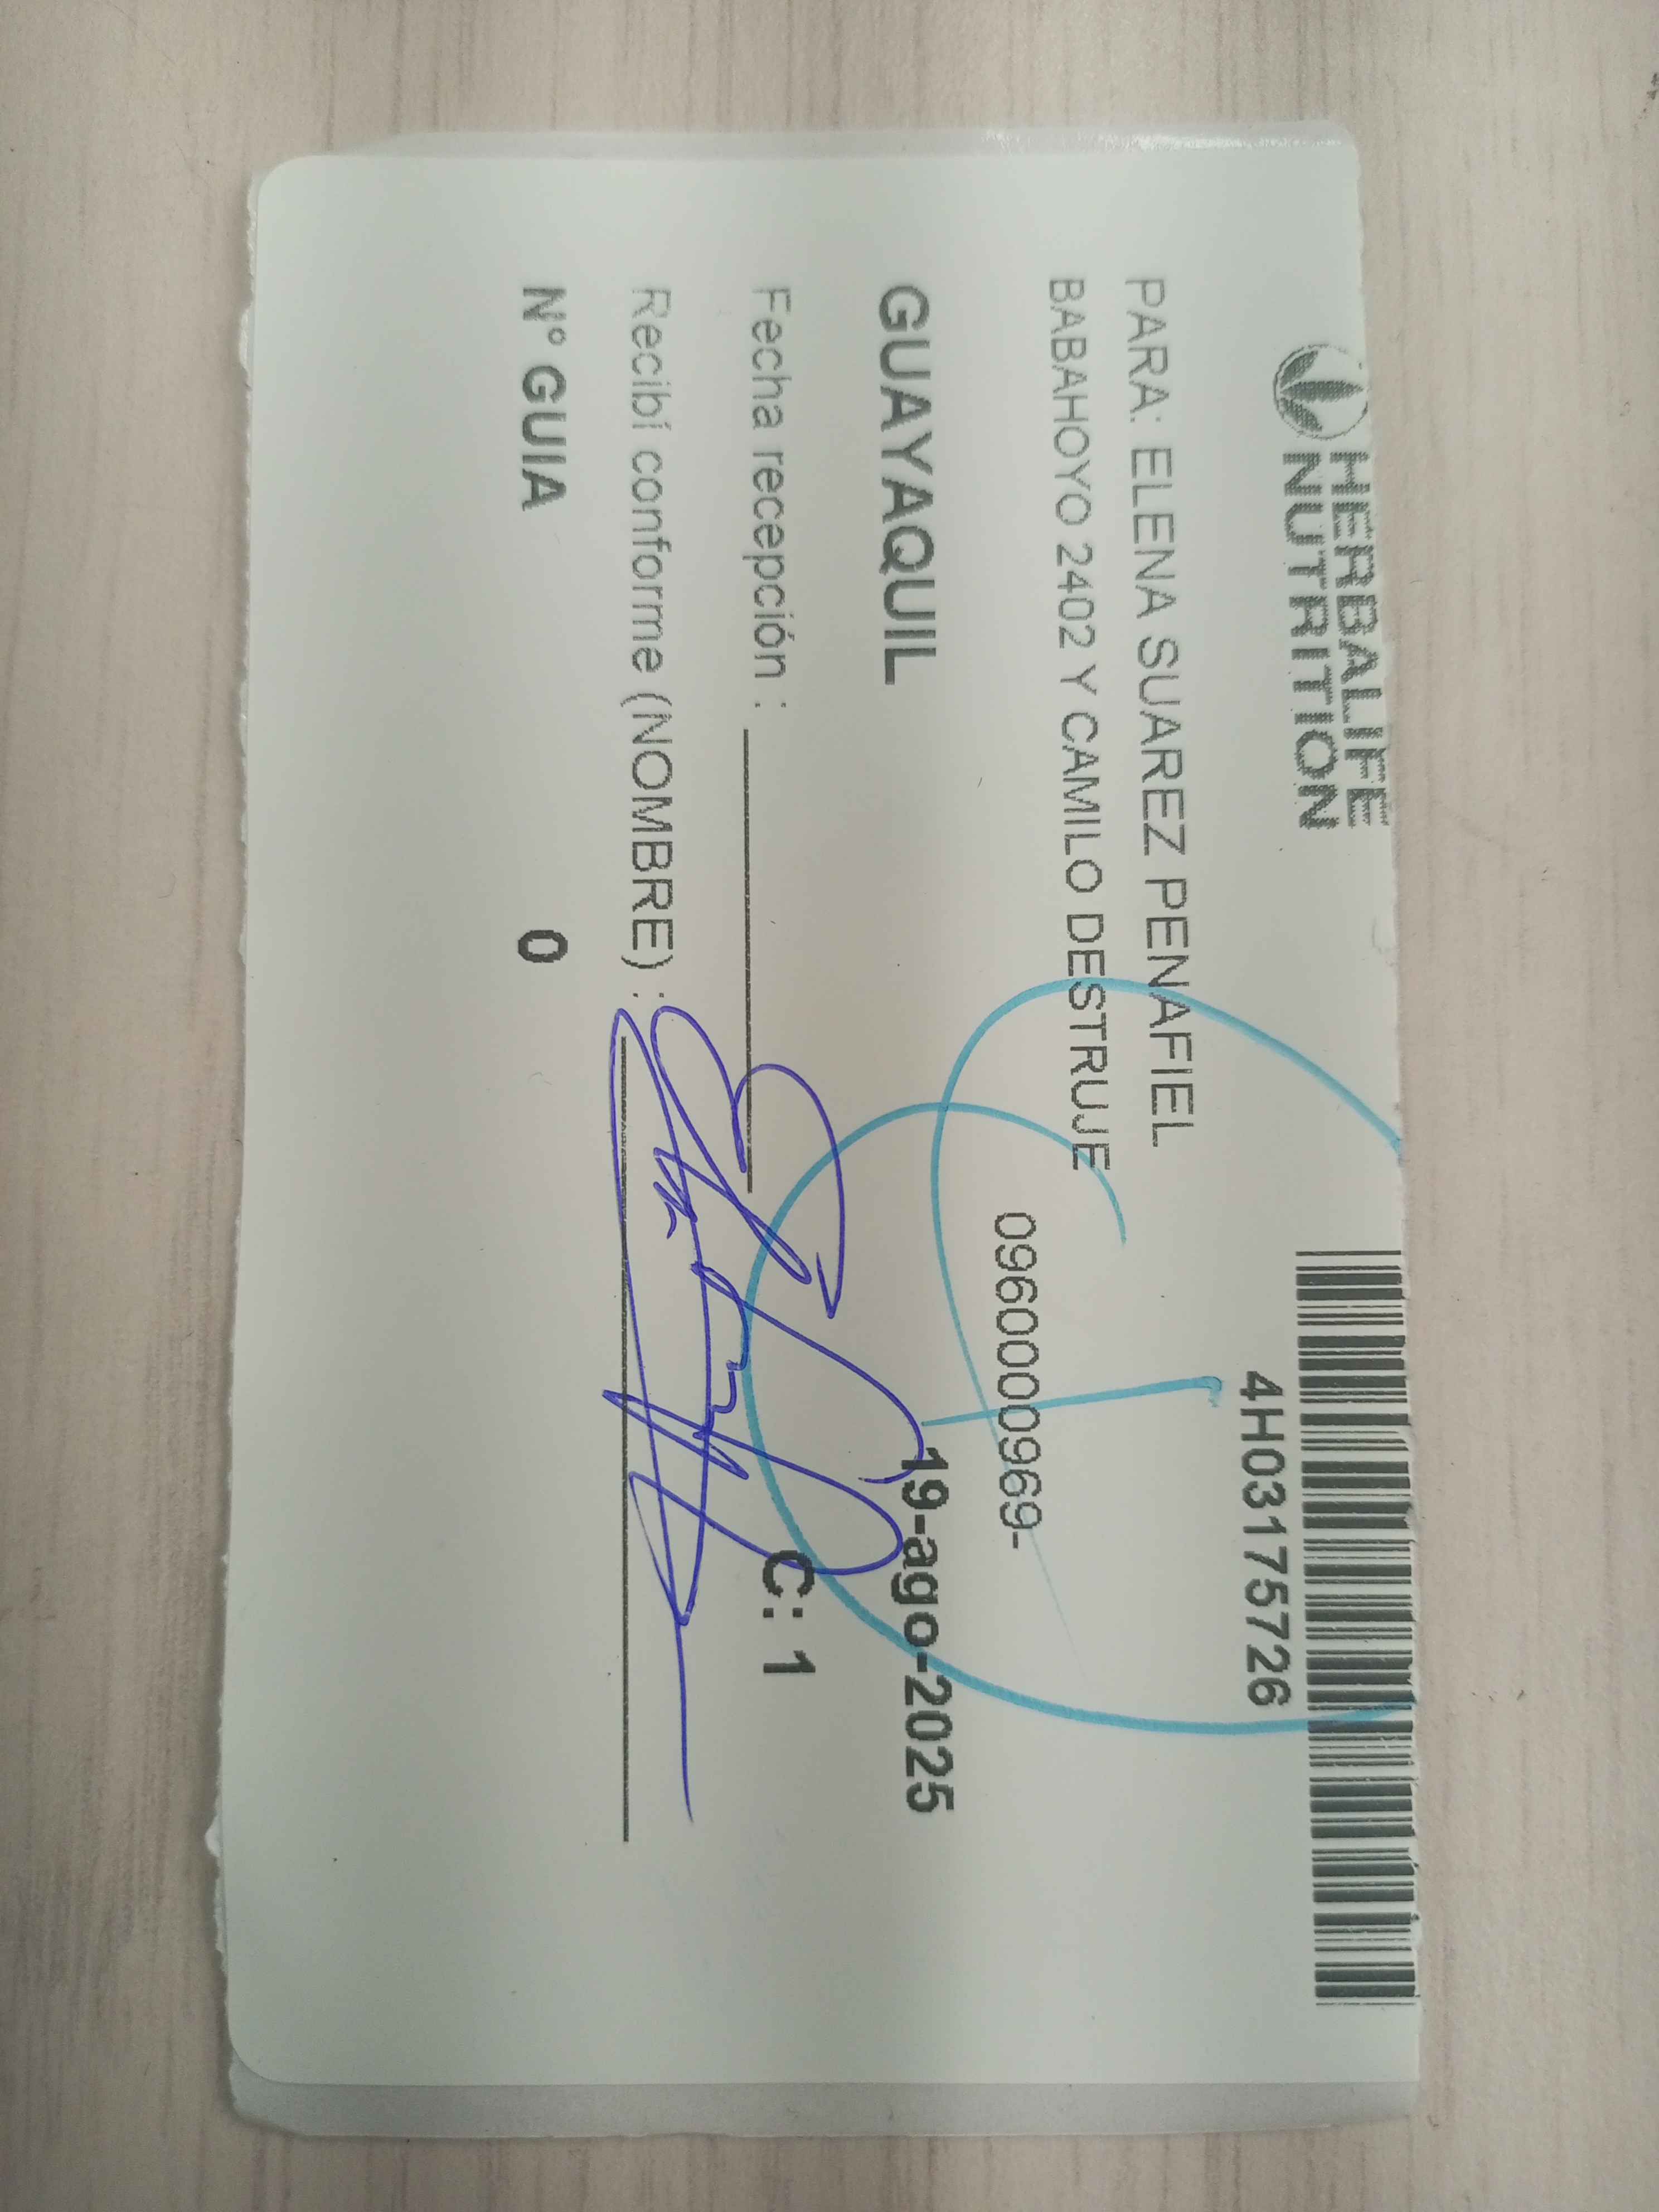 HERBALIFE
NUTRITION
4H03175726
PARA: ELENA SUAREZ PENAFIEL
BABAHOYO 2402 Y CAMILO DESTRUJE
0960000969-
GUAYAQUIL 19-ago-2025
Fecha recepción : C: 1
Recibí conforme (NOMBRE) :
N° GUIA 0